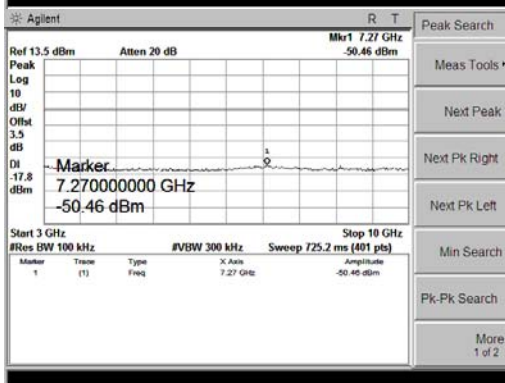 Agilent R T
Peak Search
Mkr1 7.27 GHz
Ref 13.5 dBm Atten 20 dB -50.46 dBm
Peak
Log
10
dB/
Offst
3.5
dB
DI
-17.8
dBm
1
Marker
7.270000000 GHz
-50.46 dBm
Start 3 GHz Stop 10 GHz
#Res BW 100 kHz #VBW 300 kHz Sweep 725.2 ms (401 pts)
Marker Trace Type X Axis Amplitude
1 (1) Freq 7.27 GHz -50.46 dBm
Meas Tools
Next Peak
Next Pk Right
Next Pk Left
Min Search
Pk-Pk Search
More
1 of 2